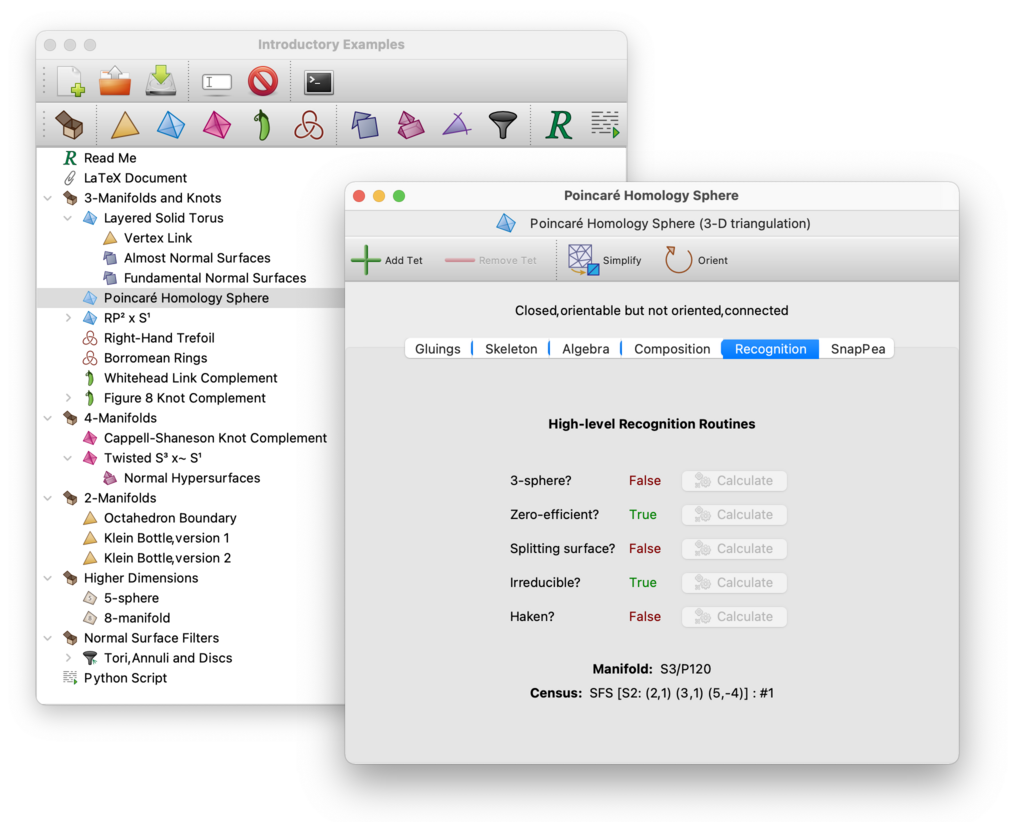 Introductory Examples
R
Read Me
LaTeX Document
3-Manifolds and Knots
Layered Solid Torus
Vertex Link
Almost Normal Surfaces
Fundamental Normal Surfaces
Poincaré Homology Sphere
RP² x S¹
Right-Hand Trefoil
Borromean Rings
Whitehead Link Complement
Figure 8 Knot Complement
4-Manifolds
Cappell-Shaneson Knot Complement
Twisted S³ x~ S¹
Normal Hypersurfaces
2-Manifolds
Octahedron Boundary
Klein Bottle,version 1
Klein Bottle,version 2
Higher Dimensions
5-sphere
8-manifold
Normal Surface Filters
Tori,Annuli and Discs
Python Script
Poincaré Homology Sphere
Poincaré Homology Sphere (3-D triangulation)
Add Tet Remove Tet Simplify Orient
Closed,orientable but not oriented,connected
Gluings Skeleton Algebra Composition Recognition SnapPea
High-level Recognition Routines
3-sphere? False Calculate
Zero-efficient? True Calculate
Splitting surface? False Calculate
Irreducible? True Calculate
Haken? False Calculate
Manifold: S3/P120
Census: SFS [S2: (2,1) (3,1) (5,-4)] : #1